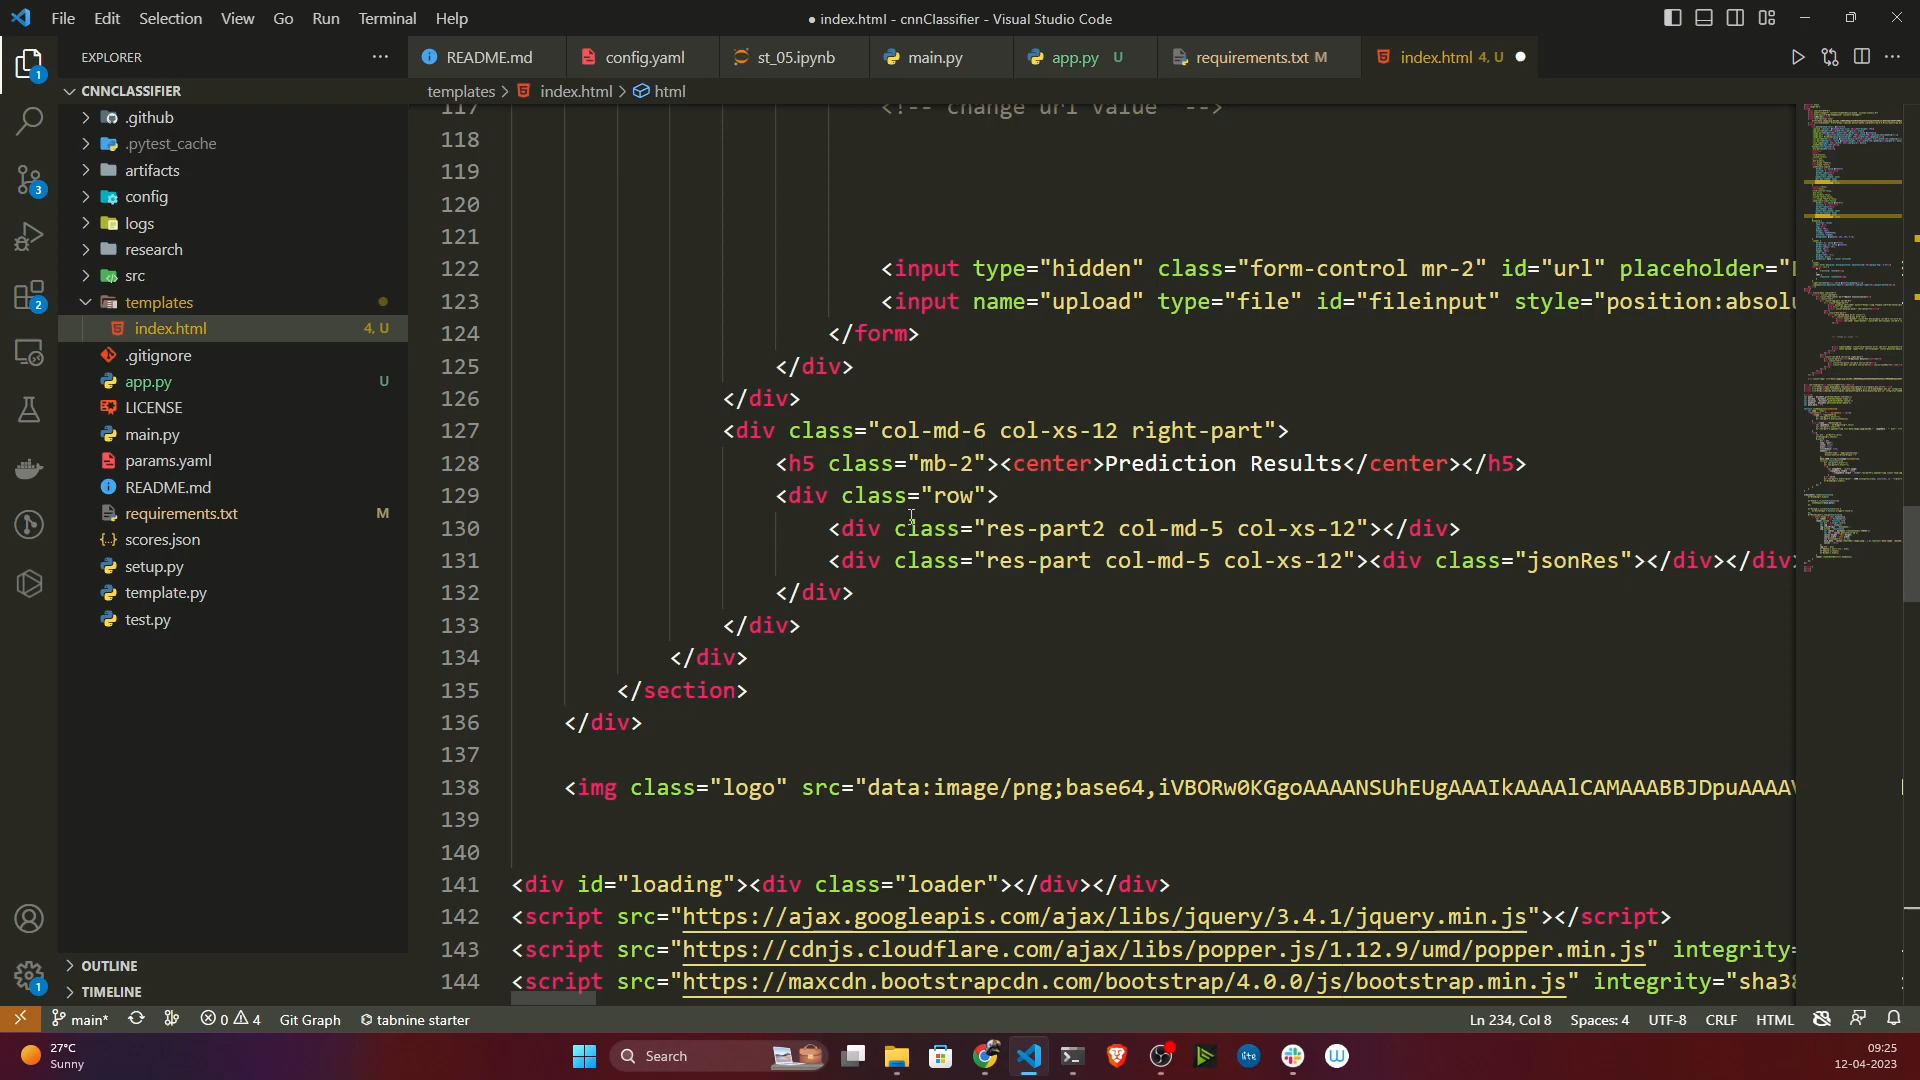 File Edit Selection View Go Run Terminal Help
● index.html - cnnClassifier - Visual Studio Code
EXPLORER
README.md
config.yaml
st_05.ipynb
main.py
app.py U
requirements.txt M
index.html 4, U
templates > index.html > html
CNNCLASSIFIER
.github
.pytest_cache
artifacts
config
logs
research
src
templates
index.html 4, U
.gitignore
app.py U
LICENSE
main.py
params.yaml
README.md
requirements.txt M
scores.json
setup.py
template.py
test.py
OUTLINE
TIMELINE
117 <!-- change url value -->
118
119
120
121
122 <input type="hidden" class="form-control mr-2" id="url" placeholder="
123 <input name="upload" type="file" id="fileinput" style="position:absolu
124 </form>
125 </div>
126 </div>
127 <div class="col-md-6 col-xs-12 right-part">
128 <h5 class="mb-2"><center>Prediction Results</center></h5>
129 <div class="row">
130 <div class="res-part2 col-md-5 col-xs-12"></div>
131 <div class="res-part col-md-5 col-xs-12"><div class="jsonRes"></div></div>
132 </div>
133 </div>
134 </div>
135 </section>
136 </div>
137
138 <img class="logo" src="data:image/png;base64,iVBORw0KGgoAAAANSUhEUgAAAIkAAAAlCAMAAABBJDpuAAAAV
139
140
141 <div id="loading"><div class="loader"></div></div>
142 <script src="https://ajax.googleapis.com/ajax/libs/jquery/3.4.1/jquery.min.js"></script>
143 <script src="https://cdnjs.cloudflare.com/ajax/libs/popper.js/1.12.9/umd/popper.min.js" integrity=
144 <script src="https://maxcdn.bootstrapcdn.com/bootstrap/4.0.0/js/bootstrap.min.js" integrity="sha38
main* 0 4 Git Graph tabnine starter
Ln 234, Col 8 Spaces: 4 UTF-8 CRLF HTML
27°C
Sunny
Search
09:25
12-04-2023